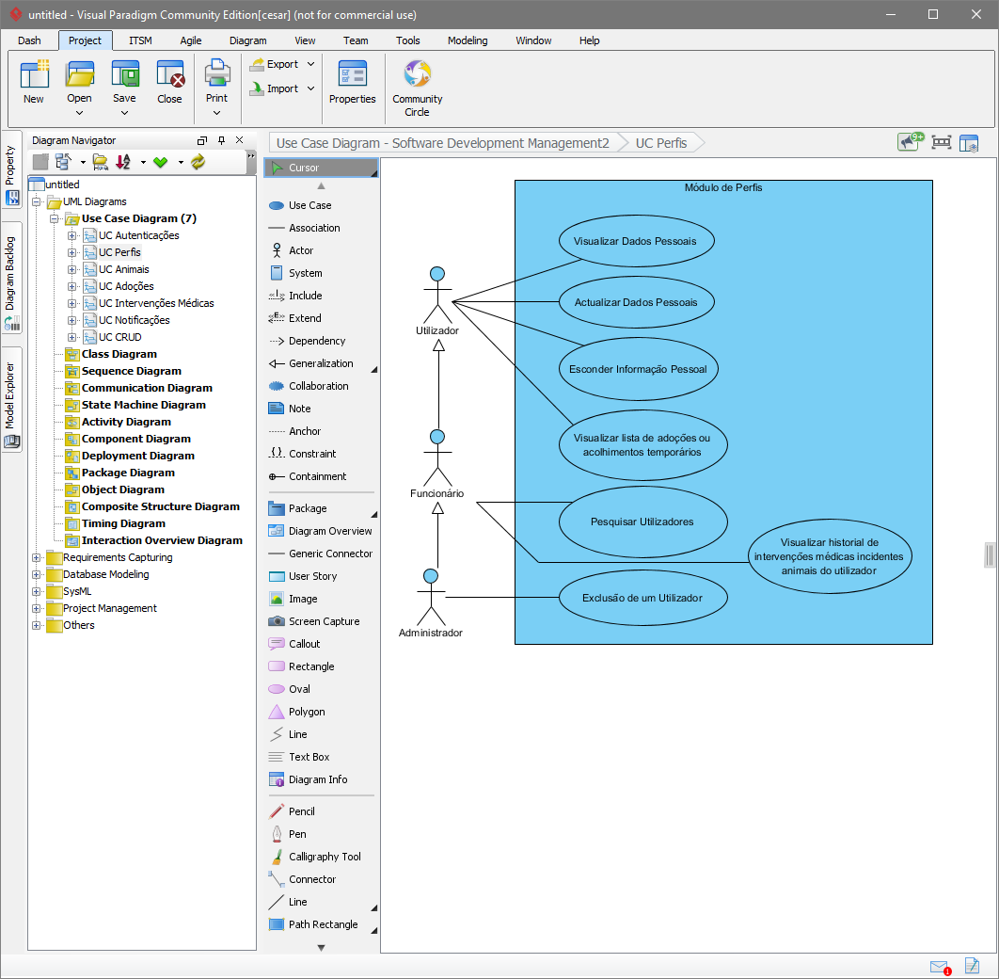 untitled - Visual Paradigm Community Edition[cesar] (not for commercial use)
Dash Project ITSM Agile Diagram View Team Tools Modeling Window Help
New
Open
Save
Close
Print
Export
Import
Properties
Community
Circle
Property
Diagram Backlog
Model Explorer
Diagram Navigator
untitled
UML Diagrams
Use Case Diagram (7)
UC Autenticações
UC Perfis
UC Animais
UC Adoções
UC Intervenções Médicas
UC Notificações
UC CRUD
Class Diagram
Sequence Diagram
Communication Diagram
State Machine Diagram
Activity Diagram
Component Diagram
Deployment Diagram
Package Diagram
Object Diagram
Composite Structure Diagram
Timing Diagram
Interaction Overview Diagram
Requirements Capturing
Database Modeling
SysML
Project Management
Others
Use Case Diagram - Software Development Management2
UC Perfis
9+
Cursor
Use Case
Association
Actor
System
Include
Extend
Dependency
Generalization
Collaboration
Note
Anchor
Constraint
Containment
Package
Diagram Overview
Generic Connector
User Story
Image
Screen Capture
Callout
Rectangle
Oval
Polygon
Line
Text Box
Diagram Info
Pencil
Pen
Calligraphy Tool
Connector
Line
Path Rectangle
Módulo de Perfis
Visualizar Dados Pessoais
Actualizar Dados Pessoais
Utilizador
Esconder Informação Pessoal
Visualizar lista de adoções ou
acolhimentos temporários
Funcionário
Pesquisar Utilizadores
Visualizar historial de
intervenções médicas incidentes
animais do utilizador
Exclusão de um Utilizador
Administrador
1